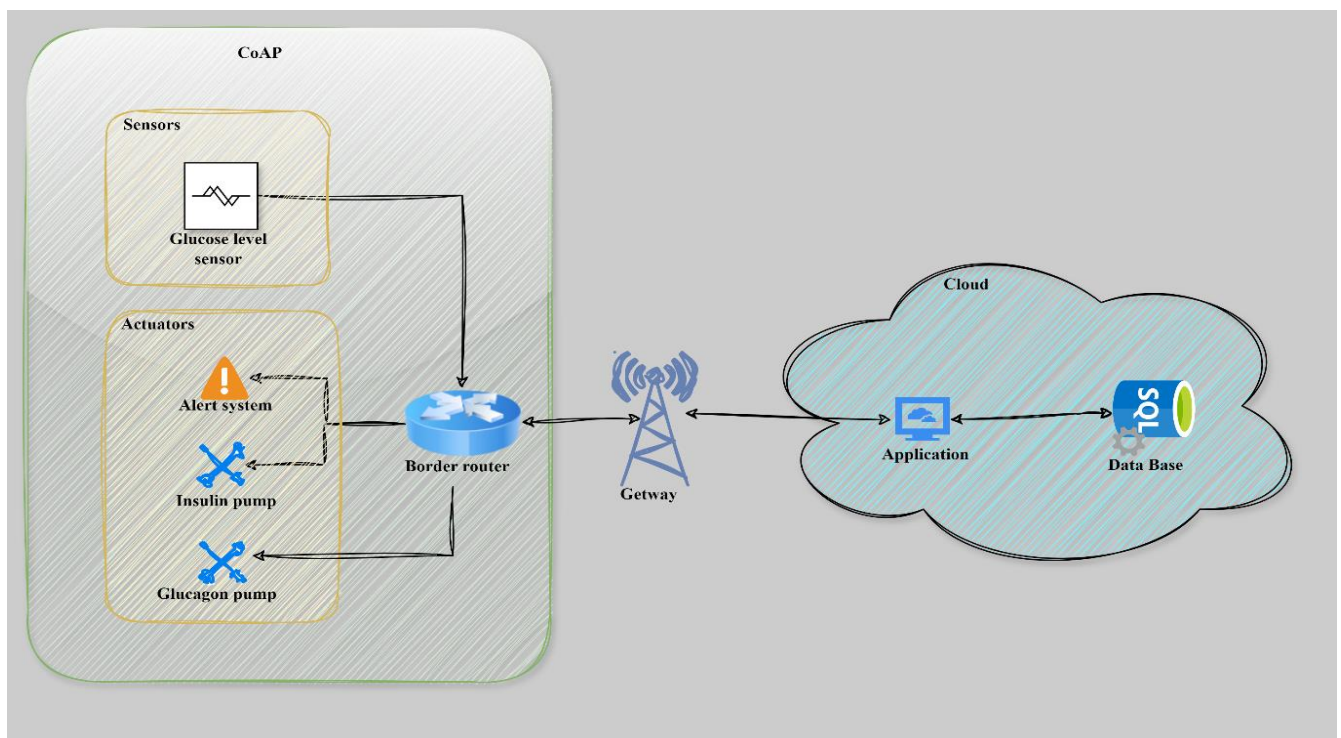 CoAP
Sensors
Glucose level
sensor
Actuators
Alert system
Insulin pump
Glucagon pump
Border router
Getway
Cloud
Application
SQL
Data Base